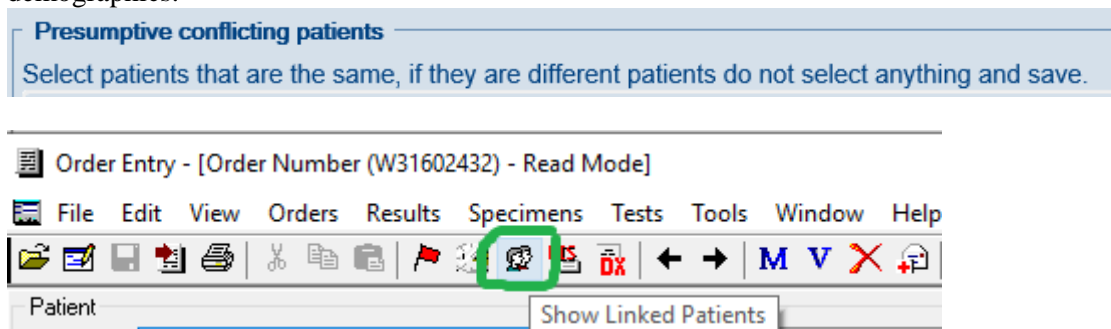 demographics.
Presumptive conflicting patients
Select patients that are the same, if they are different patients do not select anything and save.
Order Entry - [Order Number (W31602432) - Read Mode]
File Edit View Orders Results Specimens Tests Tools Window Help
DX M V
Patient
Show Linked Patients